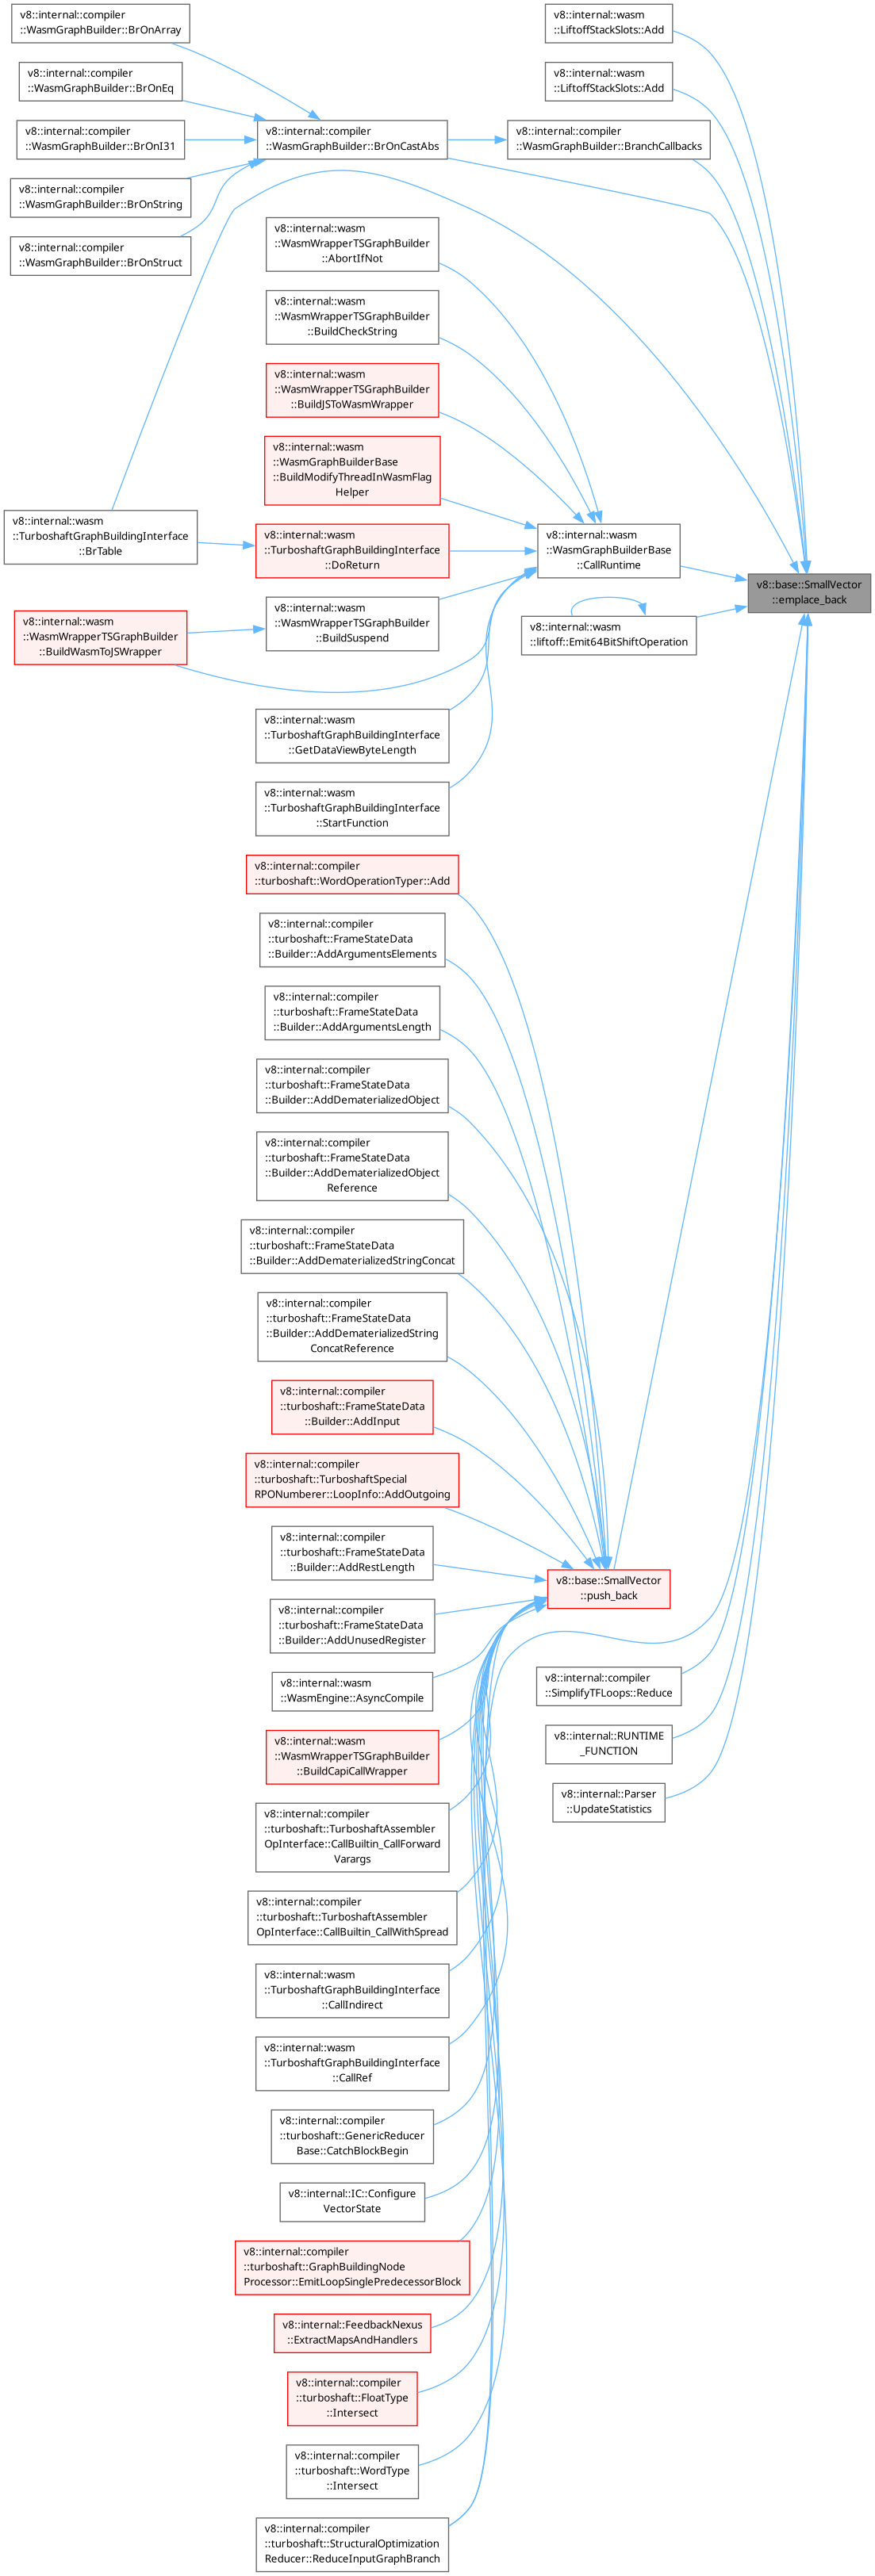 v8::internal::compiler
::WasmGraphBuilder::BrOnArray
v8::internal::wasm
::LiftoffStackSlots::Add
v8::internal::compiler
::WasmGraphBuilder::BrOnEq
v8::internal::wasm
::LiftoffStackSlots::Add
v8::internal::compiler
::WasmGraphBuilder::BrOnI31
v8::internal::compiler
::WasmGraphBuilder::BrOnCastAbs
v8::internal::compiler
::WasmGraphBuilder::BranchCallbacks
v8::internal::compiler
::WasmGraphBuilder::BrOnString
v8::internal::compiler
::WasmGraphBuilder::BrOnStruct
v8::internal::wasm
::WasmWrapperTSGraphBuilder
::AbortIfNot
v8::internal::wasm
::WasmWrapperTSGraphBuilder
::BuildCheckString
v8::internal::wasm
::WasmWrapperTSGraphBuilder
::BuildJSToWasmWrapper
v8::internal::wasm
::WasmGraphBuilderBase
::BuildModifyThreadInWasmFlag
Helper
v8::internal::wasm
::TurboshaftGraphBuildingInterface
::BrTable
v8::internal::wasm
::TurboshaftGraphBuildingInterface
::DoReturn
v8::internal::wasm
::WasmGraphBuilderBase
::CallRuntime
v8::base::SmallVector
::emplace_back
v8::internal::wasm
::WasmWrapperTSGraphBuilder
::BuildWasmToJSWrapper
v8::internal::wasm
::WasmWrapperTSGraphBuilder
::BuildSuspend
v8::internal::wasm
::liftoff::Emit64BitShiftOperation
v8::internal::wasm
::TurboshaftGraphBuildingInterface
::GetDataViewByteLength
v8::internal::wasm
::TurboshaftGraphBuildingInterface
::StartFunction
v8::internal::compiler
::turboshaft::WordOperationTyper::Add
v8::internal::compiler
::turboshaft::FrameStateData
::Builder::AddArgumentsElements
v8::internal::compiler
::turboshaft::FrameStateData
::Builder::AddArgumentsLength
v8::internal::compiler
::turboshaft::FrameStateData
::Builder::AddDematerializedObject
v8::internal::compiler
::turboshaft::FrameStateData
::Builder::AddDematerializedObject
Reference
v8::internal::compiler
::turboshaft::FrameStateData
::Builder::AddDematerializedStringConcat
v8::internal::compiler
::turboshaft::FrameStateData
::Builder::AddDematerializedString
ConcatReference
v8::internal::compiler
::turboshaft::FrameStateData
::Builder::AddInput
v8::internal::compiler
::turboshaft::TurboshaftSpecial
RPONumberer::LoopInfo::AddOutgoing
v8::internal::compiler
::turboshaft::FrameStateData
::Builder::AddRestLength
v8::base::SmallVector
::push_back
v8::internal::compiler
::turboshaft::FrameStateData
::Builder::AddUnusedRegister
v8::internal::wasm
::WasmEngine::AsyncCompile
v8::internal::compiler
::SimplifyTFLoops::Reduce
v8::internal::wasm
::WasmWrapperTSGraphBuilder
::BuildCapiCallWrapper
v8::internal::RUNTIME
_FUNCTION
v8::internal::Parser
::UpdateStatistics
v8::internal::compiler
::turboshaft::TurboshaftAssembler
OpInterface::CallBuiltin_CallForward
Varargs
v8::internal::compiler
::turboshaft::TurboshaftAssembler
OpInterface::CallBuiltin_CallWithSpread
v8::internal::wasm
::TurboshaftGraphBuildingInterface
::CallIndirect
v8::internal::wasm
::TurboshaftGraphBuildingInterface
::CallRef
v8::internal::compiler
::turboshaft::GenericReducer
Base::CatchBlockBegin
v8::internal::IC::Configure
VectorState
v8::internal::compiler
::turboshaft::GraphBuildingNode
Processor::EmitLoopSinglePredecessorBlock
v8::internal::FeedbackNexus
::ExtractMapsAndHandlers
v8::internal::compiler
::turboshaft::FloatType
::Intersect
v8::internal::compiler
::turboshaft::WordType
::Intersect
v8::internal::compiler
::turboshaft::StructuralOptimization
Reducer::ReduceInputGraphBranch